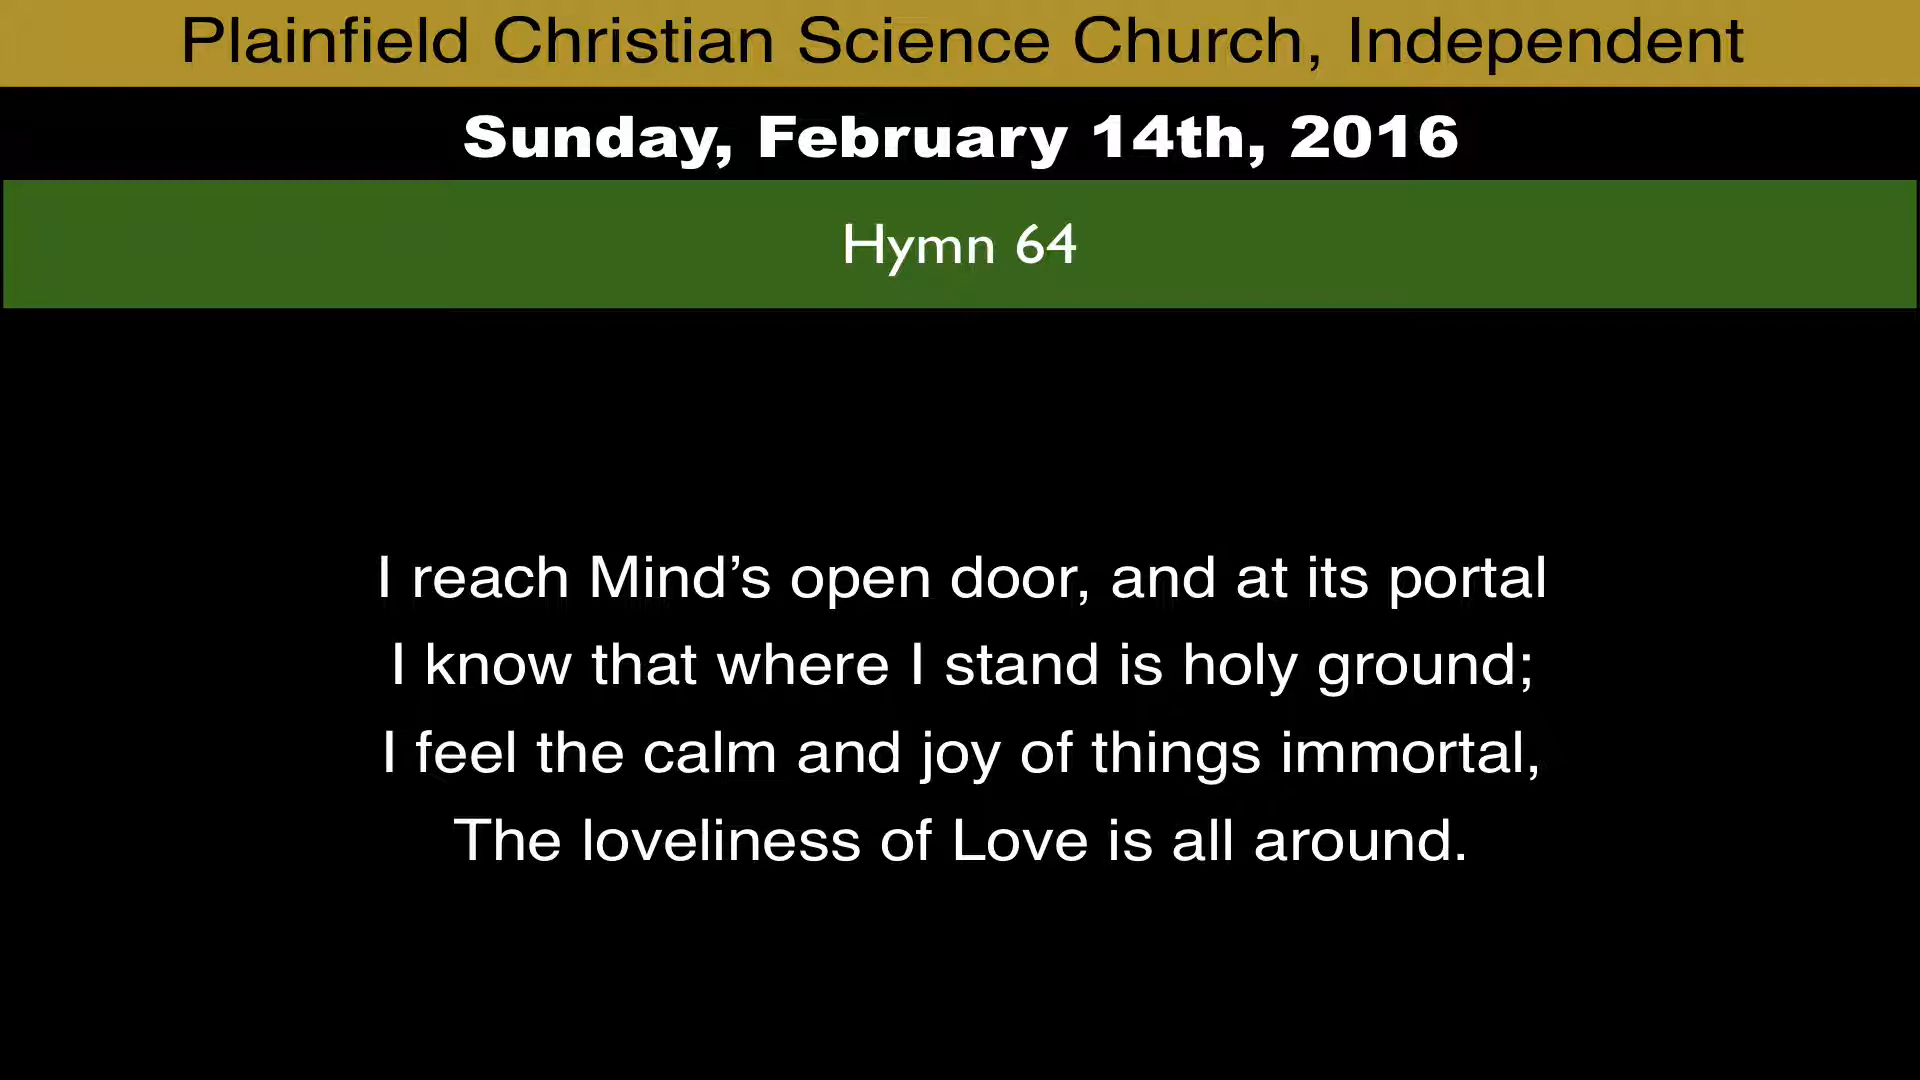 Plainfield Christian Science Church, Independent
Sunday, February 14th, 2016
Hymn 64
I reach Mind’s open door, and at its portal
I know that where I stand is holy ground;
I feel the calm and joy of things immortal,
The loveliness of Love is all around.